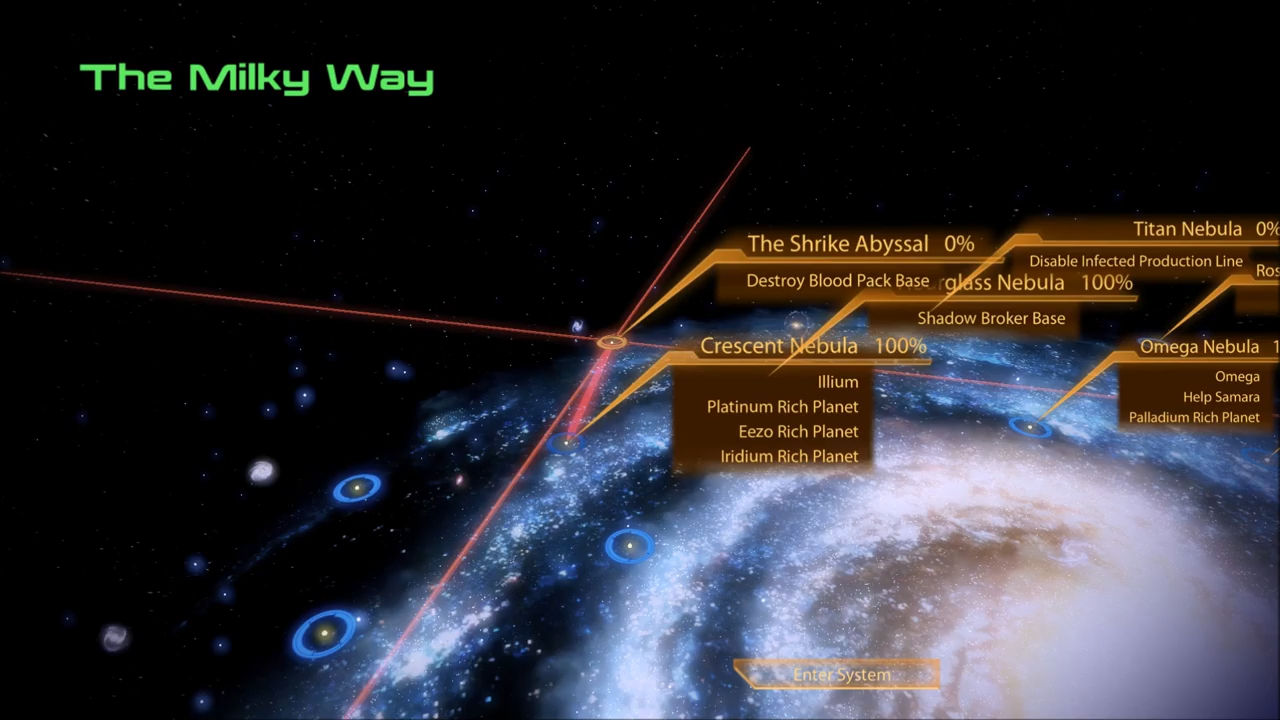 The Milky Way
Titan Nebula 0%
Disable Infected Production Line
The Shrike Abyssal 0%
Destroy Blood Pack Base
glass Nebula 100%
Shadow Broker Base
Crescent Nebula 100%
Illium
Platinum Rich Planet
Eezo Rich Planet
Iridium Rich Planet
Omega Nebula 1
Omega
Help Samara
Palladium Rich Planet
Enter System